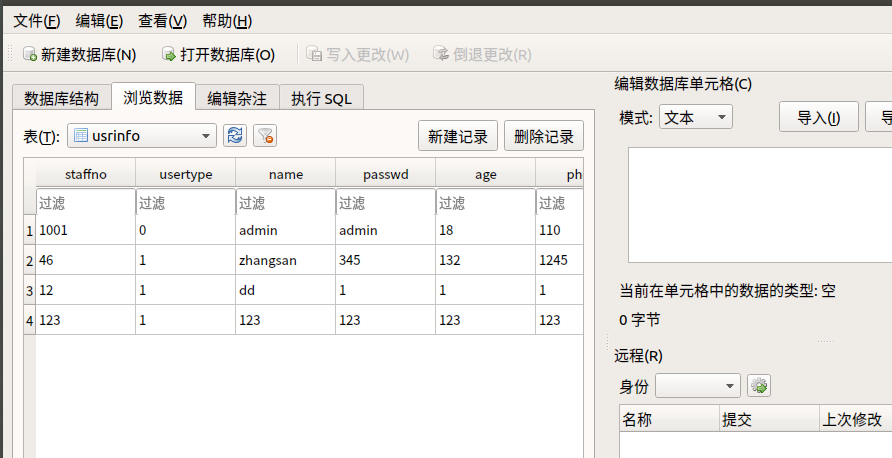 文件(F) 编辑(E) 查看(V) 帮助(H)
新建数据库(N) 打开数据库(O) 写入更改(W) 倒退更改(R)
数据库结构 浏览数据 编辑杂注 执行 SQL
表(T): usrinfo 新建记录 删除记录
staffno usertype name passwd age ph
过滤 过滤 过滤 过滤 过滤 过滤
1 1001 0 admin admin 18 110
2 46 1 zhangsan 345 132 1245
3 12 1 dd 1 1 1
4 123 1 123 123 123 123
编辑数据库单元格(C)
模式: 文本 导入(I) 导
当前在单元格中的数据的类型: 空
0 字节
远程(R)
身份
名称 提交 上次修改